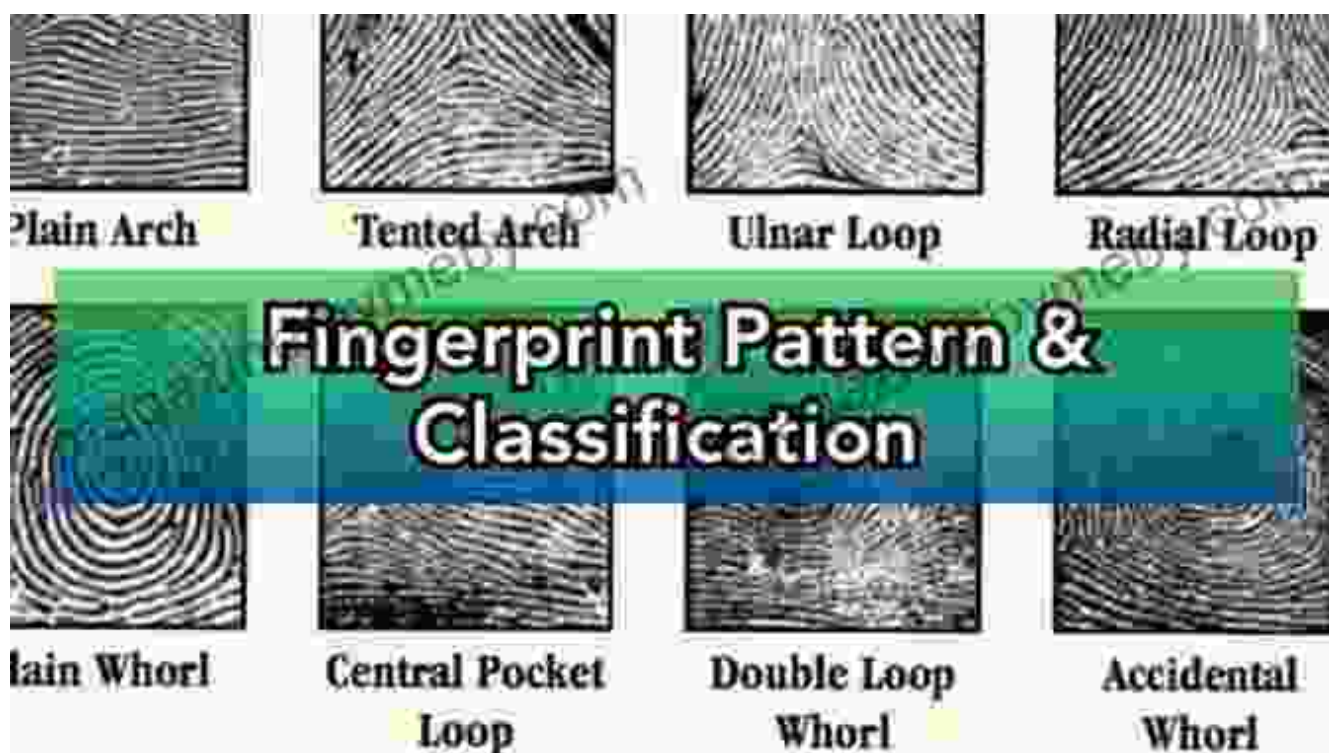 Plain Arch
Tented Arch
Ulnar Loop
Radial Loop
Fingerprint Pattern &
Classification
lain Whorl
Central Pocket
Loop
Double Loop
Whorl
Accidental
Whorl